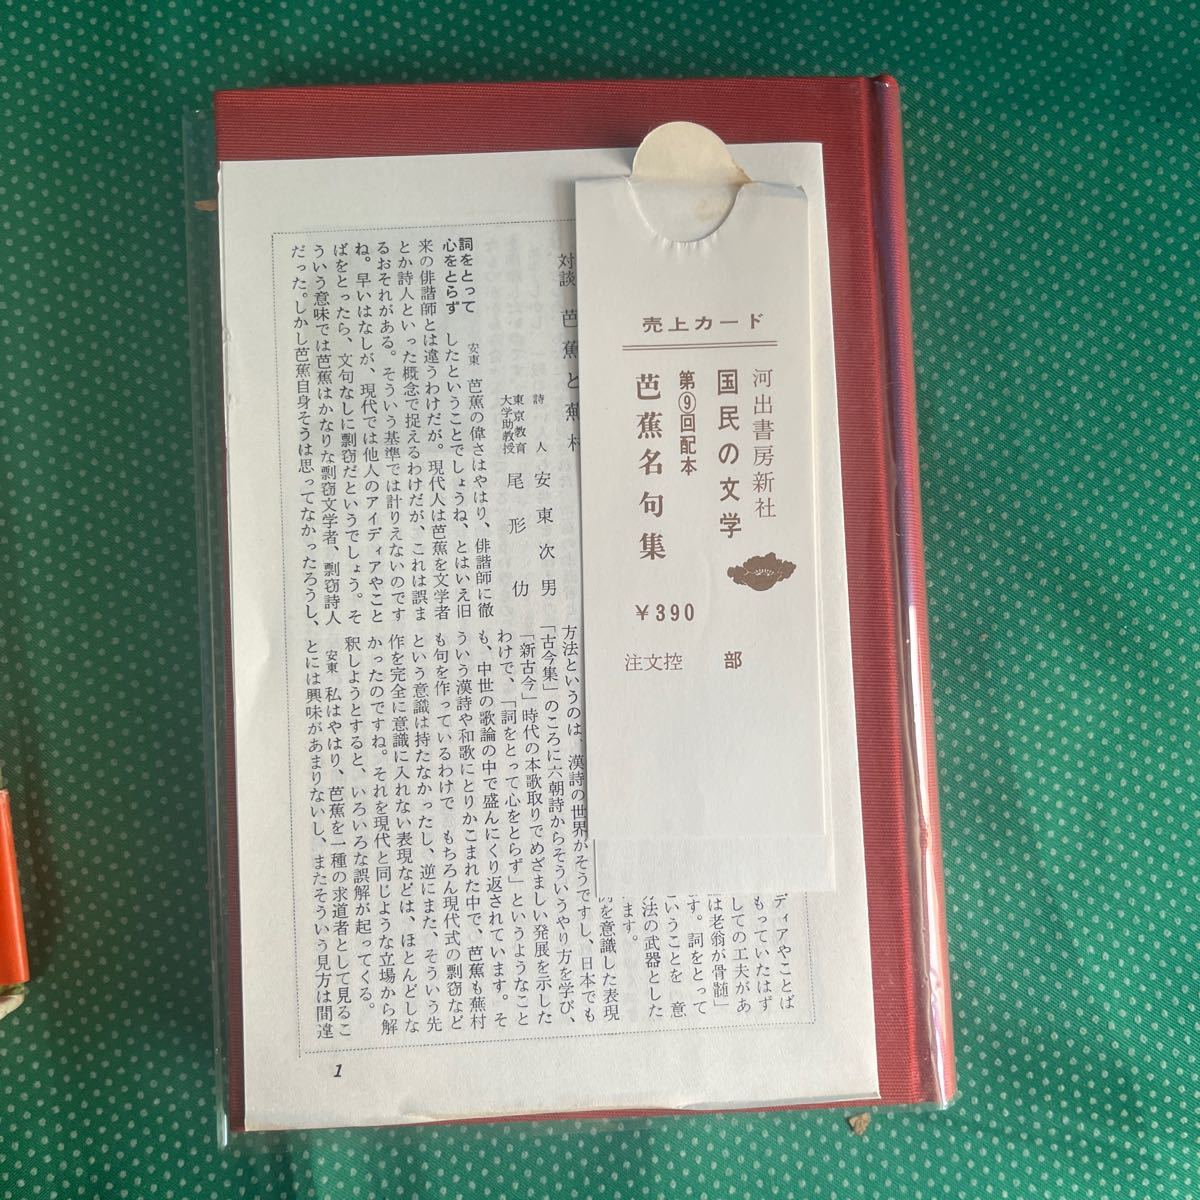 売上カード
河出書房新社
国民の文学
第⑨回配本
芭蕉名句集
￥390
部
注文控
対談 芭蕉と蕪村
詩人 安東次男
東京教育
大学助教授 尾形仂
詞をとって
心をとらず
安東 芭蕉の偉さはやり、俳諧師に徹
したということでしょうね、とはいえ旧
来の俳諧師とは違うわけだが。現代人は芭蕉を文学者
とか詩人といった概念で捉えるわけだが、これは誤ま
るおそれがある。そういう基準では計りえないのです
ね。早いはなしが、現代では他人のアイディアやこと
ばをとったら、文句なしに剽窃だというでしょう。そ
ういう意味では芭蕉はかなりな剽窃文学者、剽窃詩人
だった。しかし芭蕉自身そうは思ってなかったろうし、
ディアやことば
もっていたはず
しての工夫があ
は老翁が骨髄」
す。詞をとって
ということを 意
法の武器とした
ます。
を意識した表現
方法というのは、漢詩の世界がそうですし、日本でも
「古今集」のころに六朝詩からそういうやり方を学び、
「新古今」時代の本歌取りでめざましい発展を示した
わけで、「詞をとって心をとらず」というようなこと
も、中世の歌論の中で盛んにくり返されています。そ
ういう漢詩や和歌にとりかこまれた中で、芭蕉も蕪村
も句を作っているわけで もちろん現代式の剽窃など
という意識は持たなかったし、逆にまた、そういう先
作を完全に意識に入れない表現などは、ほとんどしな
かったのですね。それを現代と同じような立場から解
釈しようとすると、いろいろな誤解が起ってくる。
安東 私はやはり、芭蕉を一種の求道者として見るこ
とには興味があまりないし、またそういう見方は間違
1